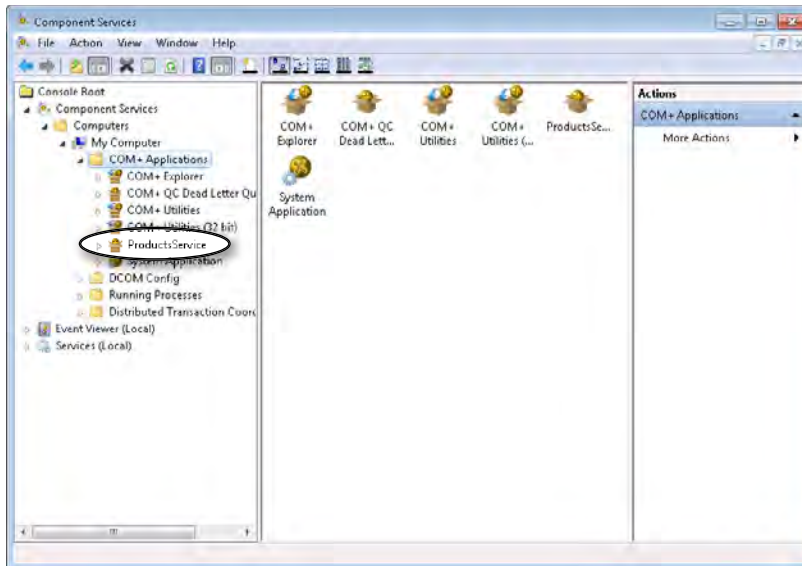 Component Services
File Action View Window Help
Console Root
Component Services
Computers
My Computer
COM+ Applications
COM+ Explorer
COM+ QC Dead Letter Qu
COM+ Utilities
COM+ Utilities (32 bit)
ProductsService
System Application
DCOM Config
Running Processes
Distributed Transaction Coord
Event Viewer (Local)
Services (Local)
COM+ Explorer
COM+ QC Dead Lett...
COM+ Utilities
COM+ Utilities (...
ProductsSe...
System Application
Actions
COM+ Applications
More Actions